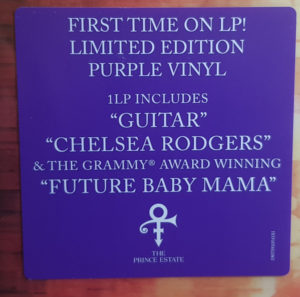 FIRST TIME ON LP!
LIMITED EDITION
PURPLE VINYL
1LP INCLUDES
“GUITAR”
“CHELSEA RODGERS”
& THE GRAMMY® AWARD WINNING
“FUTURE BABY MAMA”
THE
PRINCE ESTATE